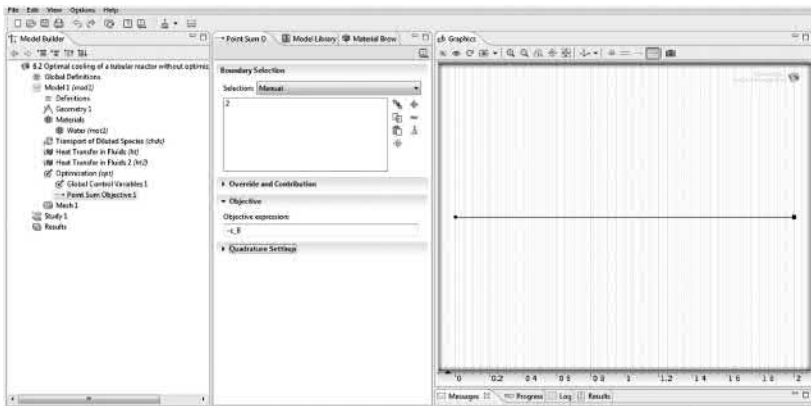 File Edit View Options Help
Model Builder
6.2 Optimal cooling of a tubular reactor without optimiz
Global Definitions
Model 1 (mod1)
Definitions
Geometry 1
Materials
Water (mat1)
Transport of Diluted Species (chds)
Heat Transfer in Fluids (ht)
Heat Transfer in Fluids 2 (ht2)
Optimization (opt)
Global Control Variables 1
Point Sum Objective 1
Mesh 1
Study 1
Results
Point Sum O
Model Library
Material Brow
Boundary Selection
Selection: Manual
2
Override and Contribution
Objective
Objective expression:
-c_B
Quadrature Settings
Graphics
0 0.2 0.4 0.6 0.8 1 1.2 1.4 1.6 1.8 2
Messages
Progress
Log
Results